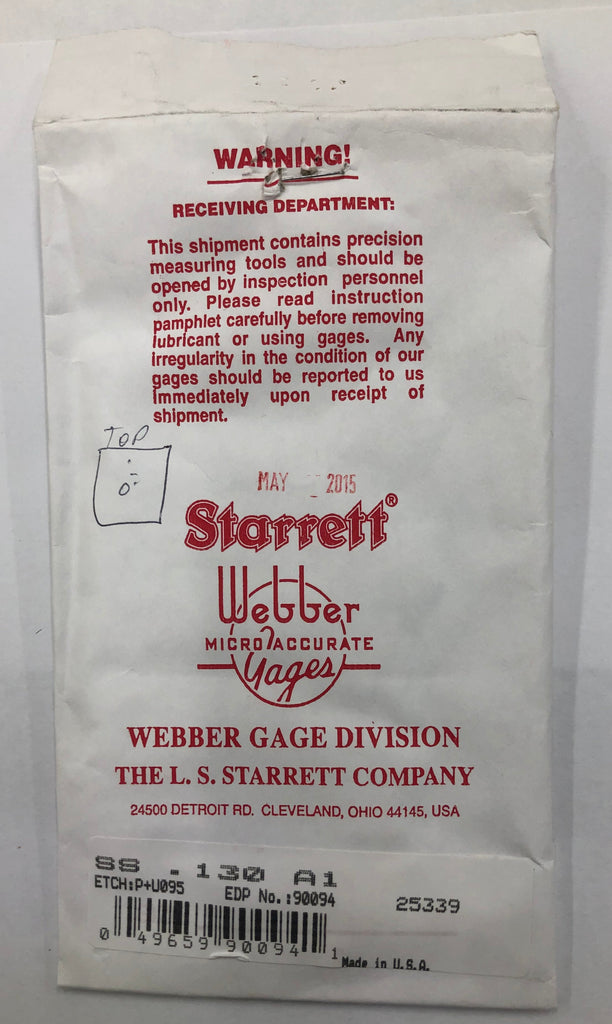 WARNING!
RECEIVING DEPARTMENT:
This shipment contains precision
measuring tools and should be
opened by inspection personnel
only. Please read instruction
pamphlet carefully before removing
lubricant or using gages. Any
irregularity in the condition of our
gages should be reported to us
immediately upon receipt of
shipment.
TOP
MAY 2015
Starrett®
Webber
MICRO ACCURATE
Gages
WEBBER GAGE DIVISION
THE L. S. STARRETT COMPANY
24500 DETROIT RD. CLEVELAND, OHIO 44145, USA
SS .130 A1
ETCH:P+U095 EDP No.:90094 25339
0 49659 90094 1
Made in U.S.A.